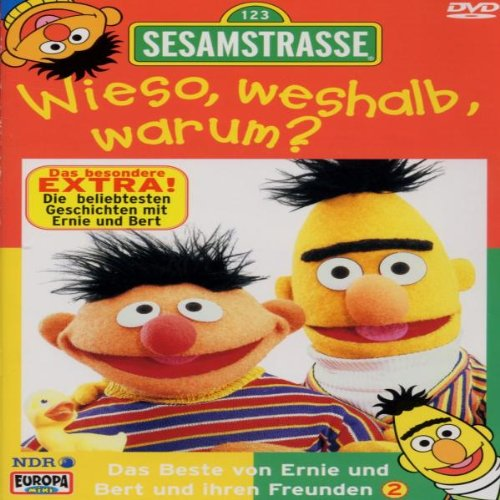 123
SESAMSTRASSE
DVD
Wieso, weshalb,
warum?
Das besondere
EXTRA!
Die beliebtesten
Geschichten mit
Ernie und Bert
NDR
EUROPA
MINI
Das Beste von Ernie und
Bert und ihren Freunden 2